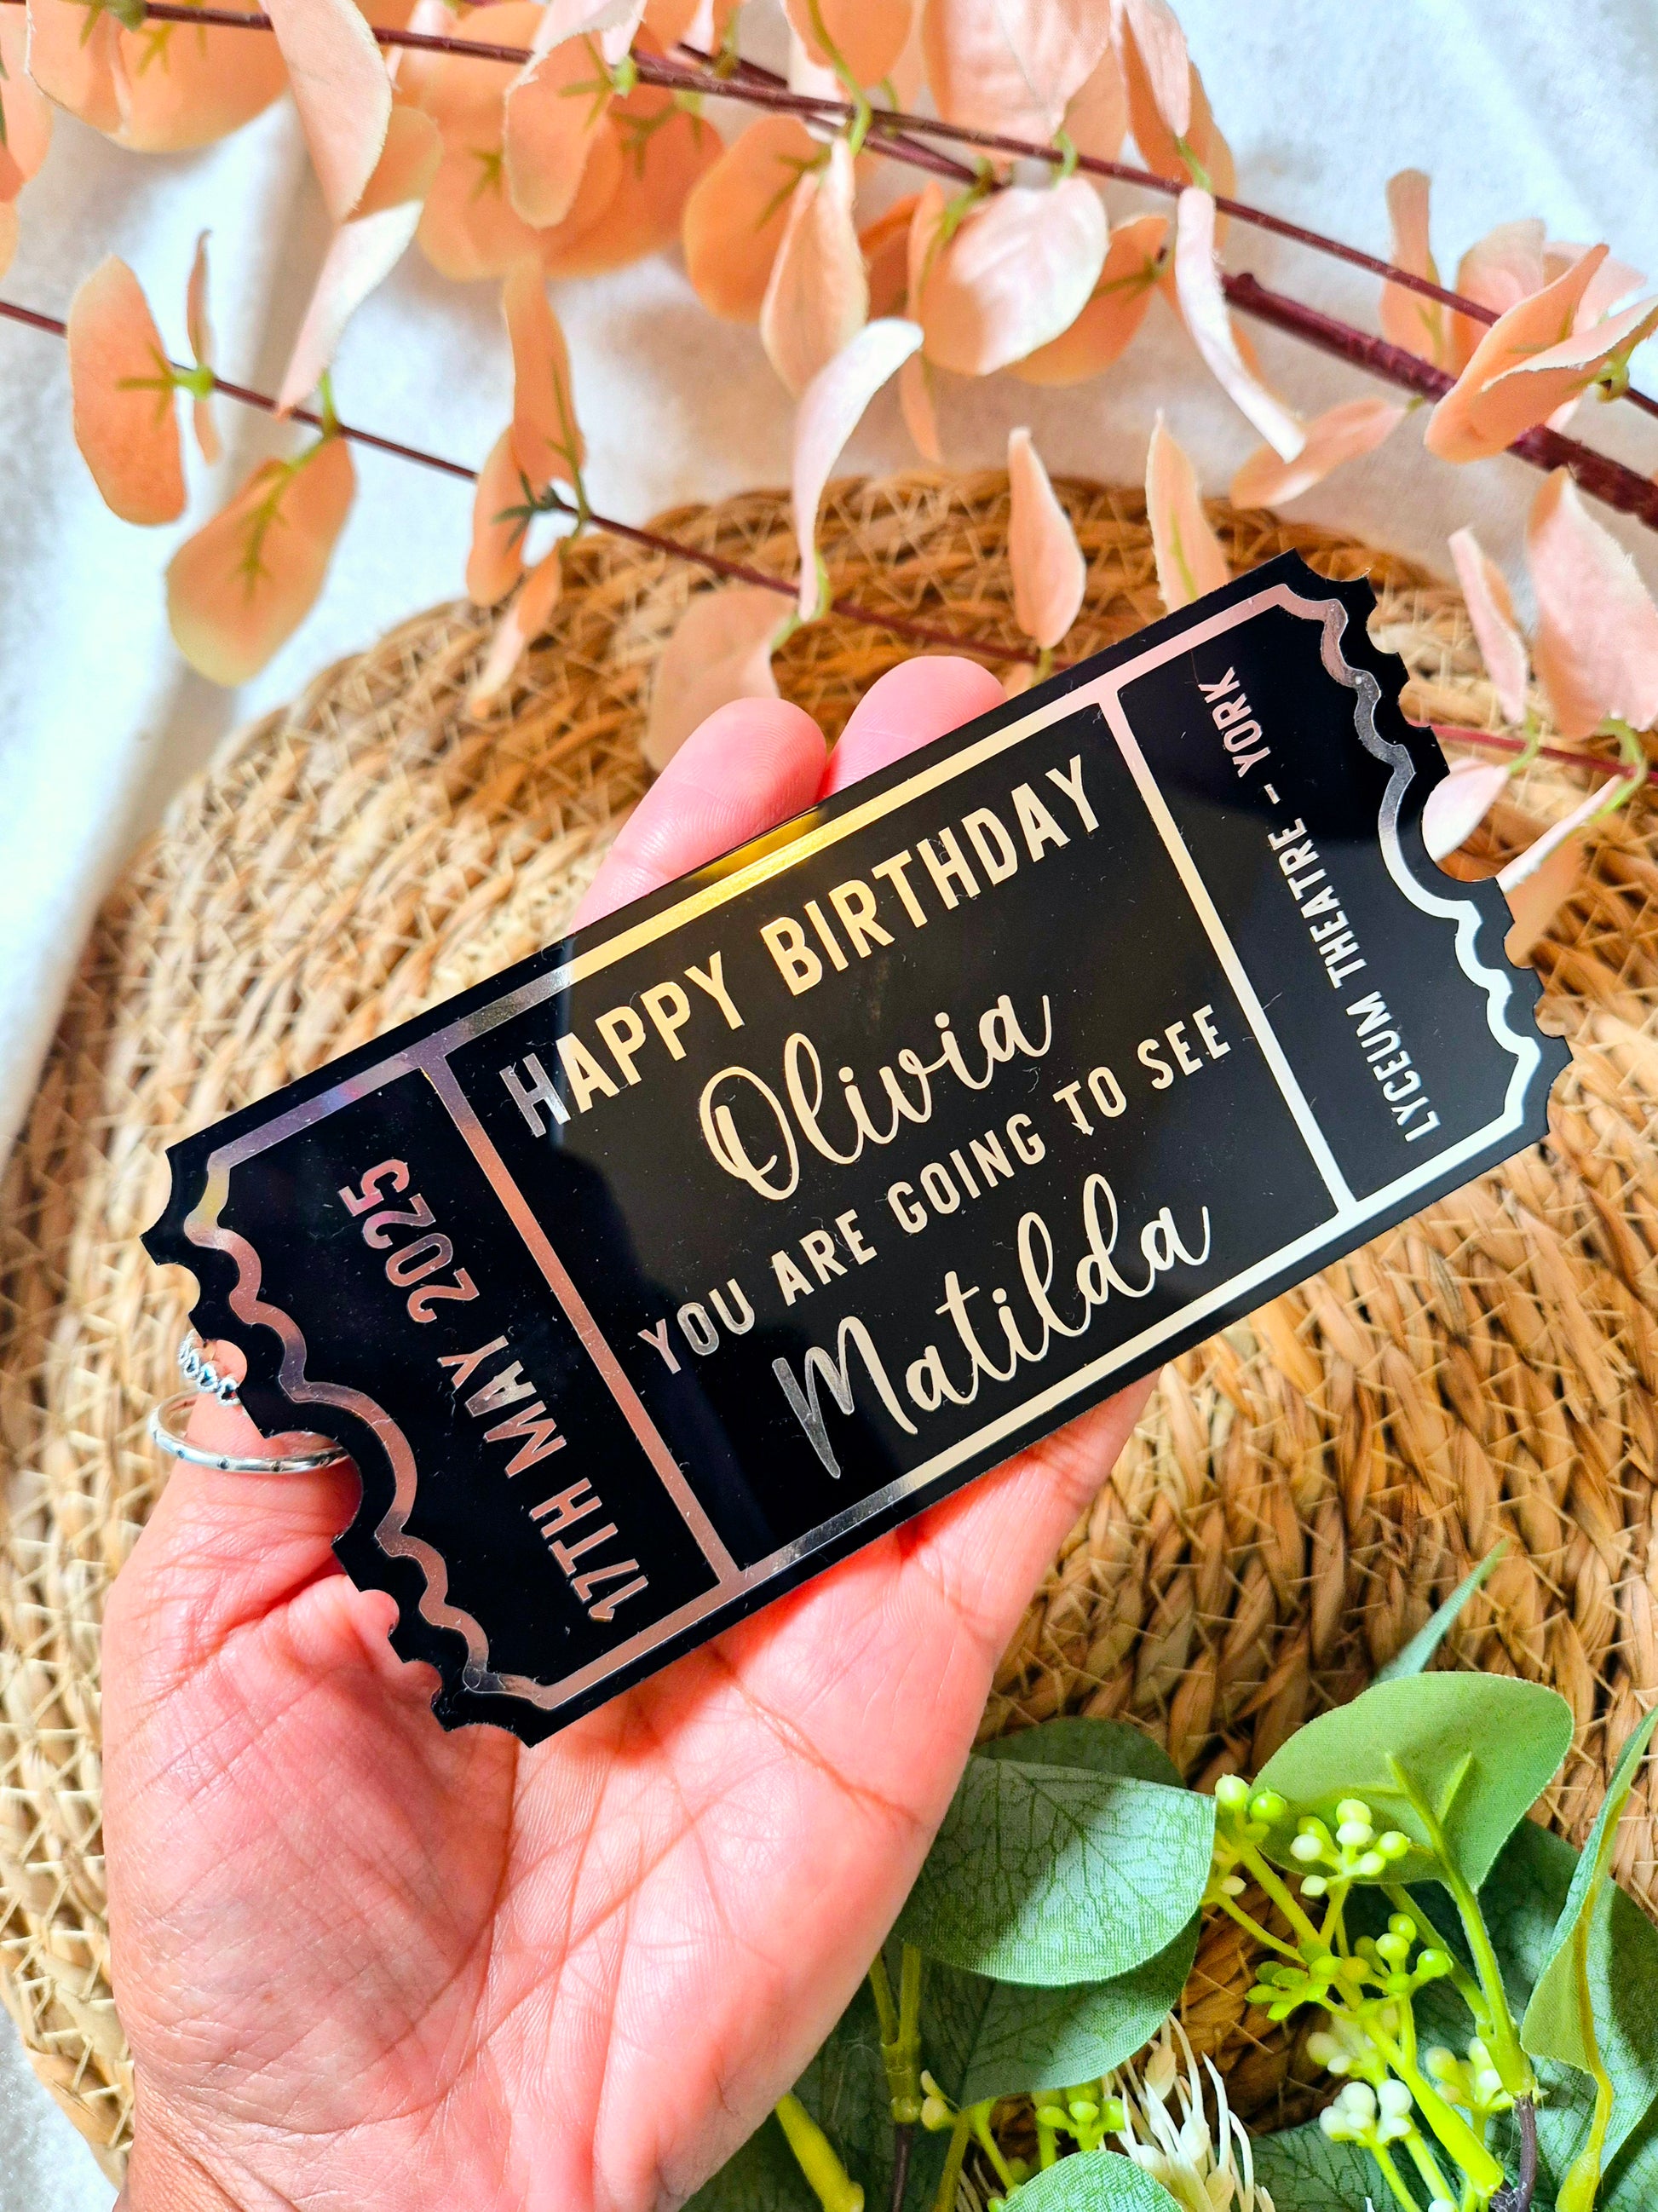 17TH MAY 2025
HAPPY BIRTHDAY
Olivia
YOU ARE GOING TO SEE
Matilda
LYCEUM THEATRE - YORK